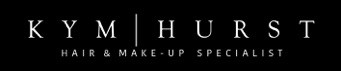 KYM | HURST
HAIR & MAKE-UP SPECIALIST